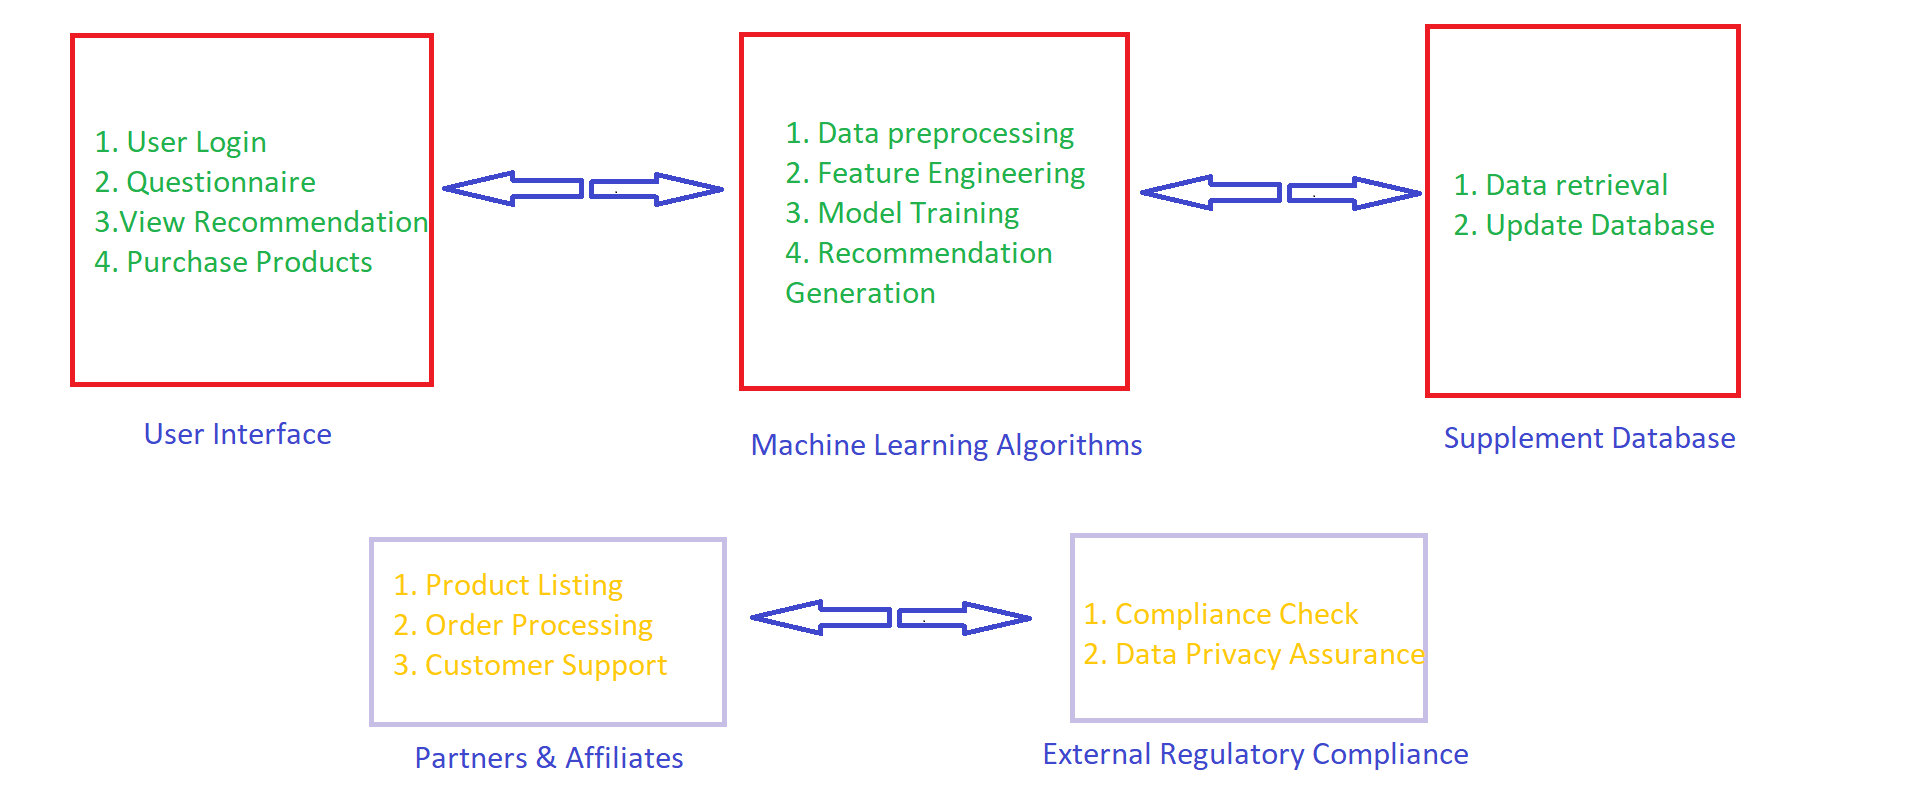 1. User Login
2. Questionnaire
3.View Recommendation
4. Purchase Products
User Interface
1. Data preprocessing
2. Feature Engineering
3. Model Training
4. Recommendation
Generation
Machine Learning Algorithms
1. Data retrieval
2. Update Database
Supplement Database
1. Product Listing
2. Order Processing
3. Customer Support
Partners & Affiliates
1. Compliance Check
2. Data Privacy Assurance
External Regulatory Compliance